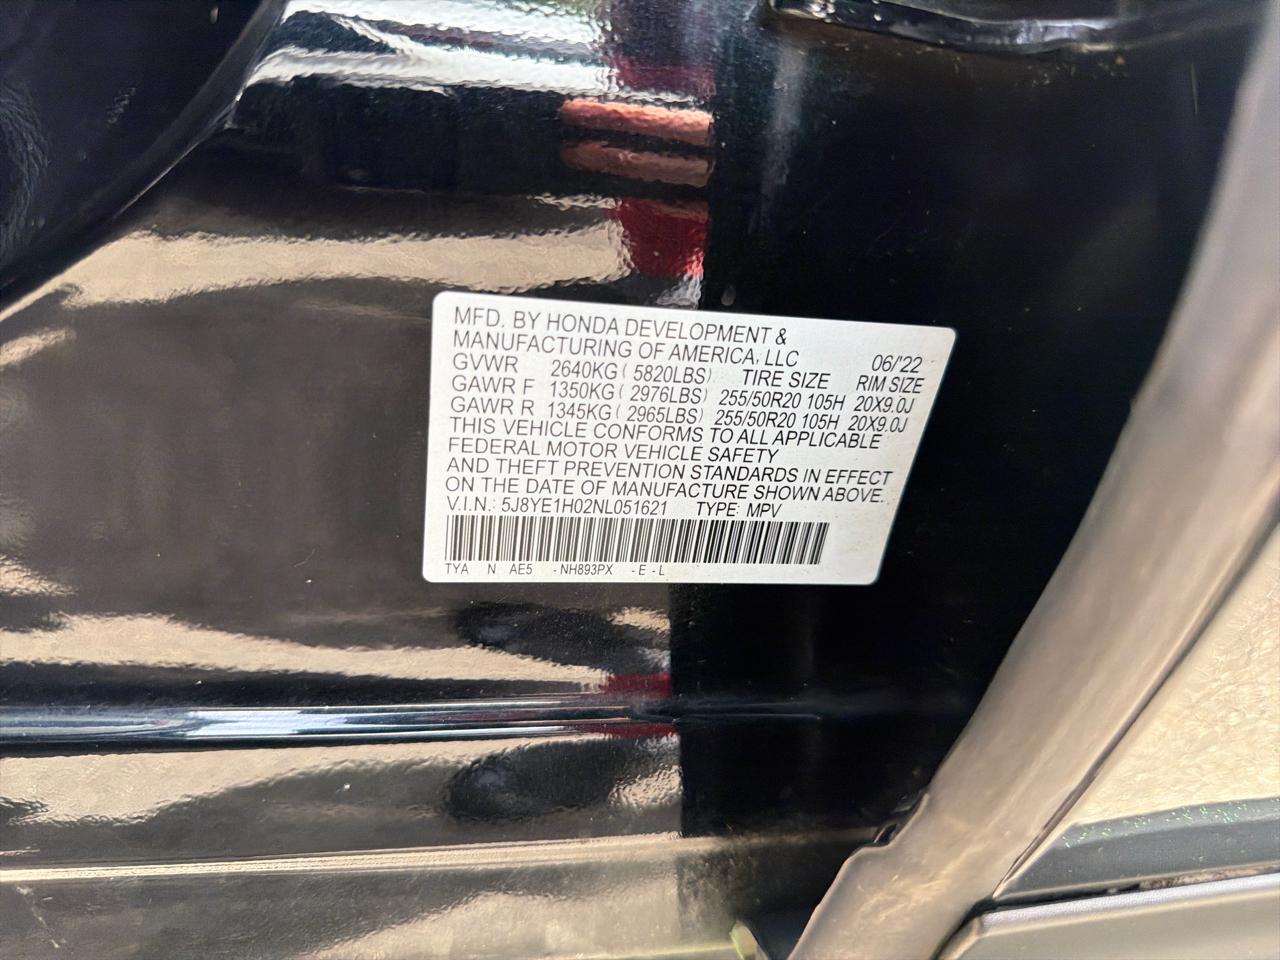 MFD. BY HONDA DEVELOPMENT &
MANUFACTURING OF AMERICA, LLC 06/'22
GVWR 2640KG ( 5820LBS) TIRE SIZE RIM SIZE
GAWR F 1350KG ( 2976LBS) 255/50R20 105H 20X9.0J
GAWR R 1345KG ( 2965LBS) 255/50R20 105H 20X9.0J
THIS VEHICLE CONFORMS TO ALL APPLICABLE
FEDERAL MOTOR VEHICLE SAFETY
AND THEFT PREVENTION STANDARDS IN EFFECT
ON THE DATE OF MANUFACTURE SHOWN ABOVE.
V.I.N.: 5J8YE1H02NL051621 TYPE: MPV
TYA N AE5 -NH893PX -E -L